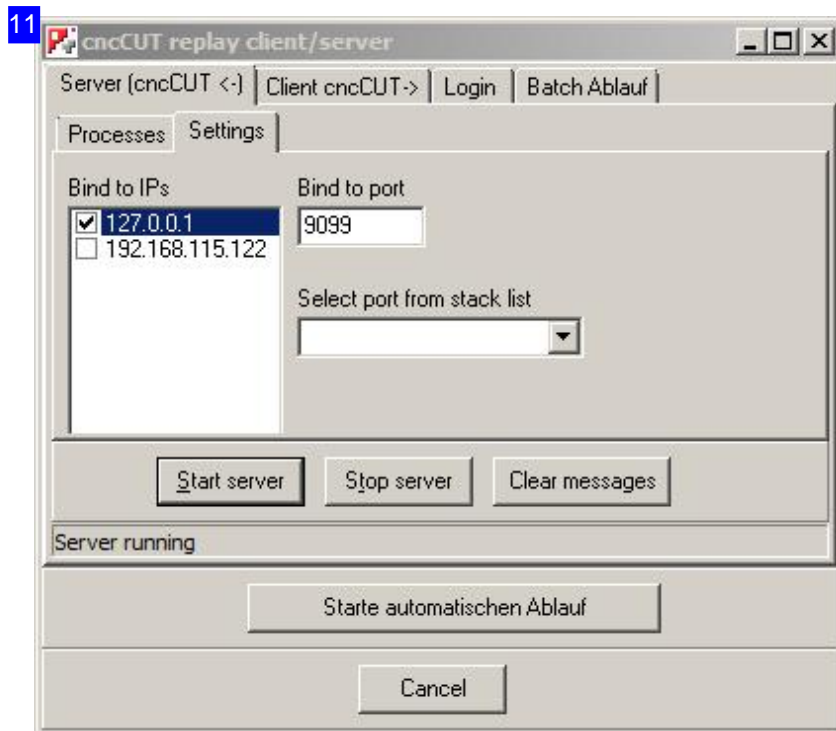 11
cncCUT replay client/server
Server (cncCUT <-) Client cncCUT-> Login Batch Ablauf
Processes Settings
Bind to IPs Bind to port
127.0.0.1 9099
192.168.115.122
Select port from stack list
Start server Stop server Clear messages
Server running
Starte automatischen Ablauf
Cancel